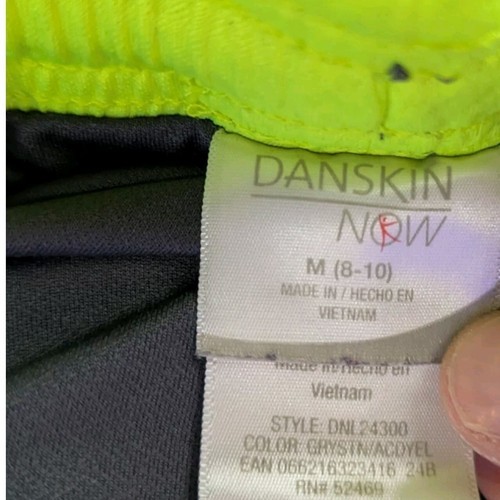 DANSKIN
NOW
M (8-10)
MADE IN / HECHO EN
VIETNAM
Made in/Hecho en
Vietnam
STYLE: DNL24300
COLOR: GRYSTN/ACDYEL
EAN 066216323416 24B
RN# 52469